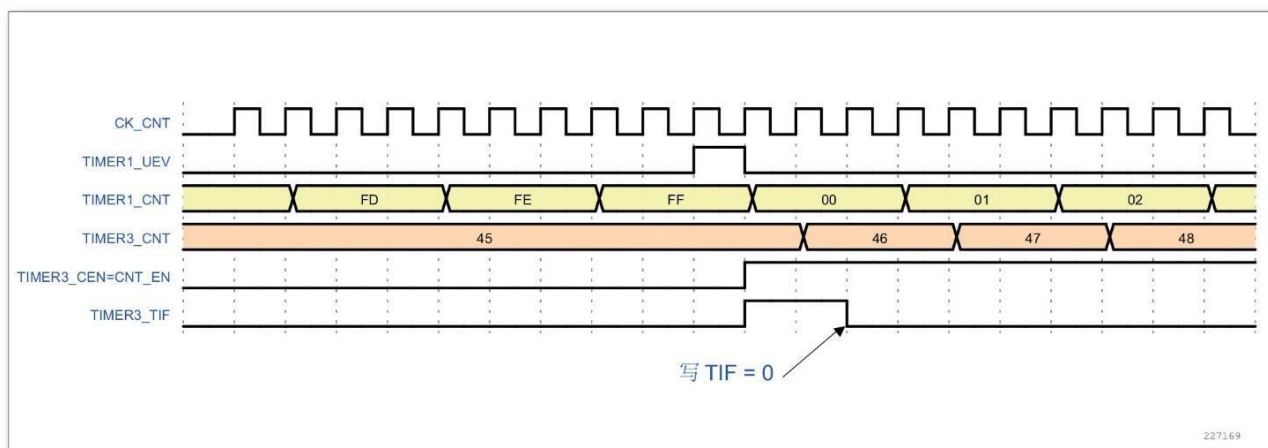 CK_CNT
TIMER1_UEV
TIMER1_CNT FD FE FF 00 01 02
TIMER3_CNT 45 46 47 48
TIMER3_CEN=CNT_EN
TIMER3_TIF
写 TIF = 0
227169